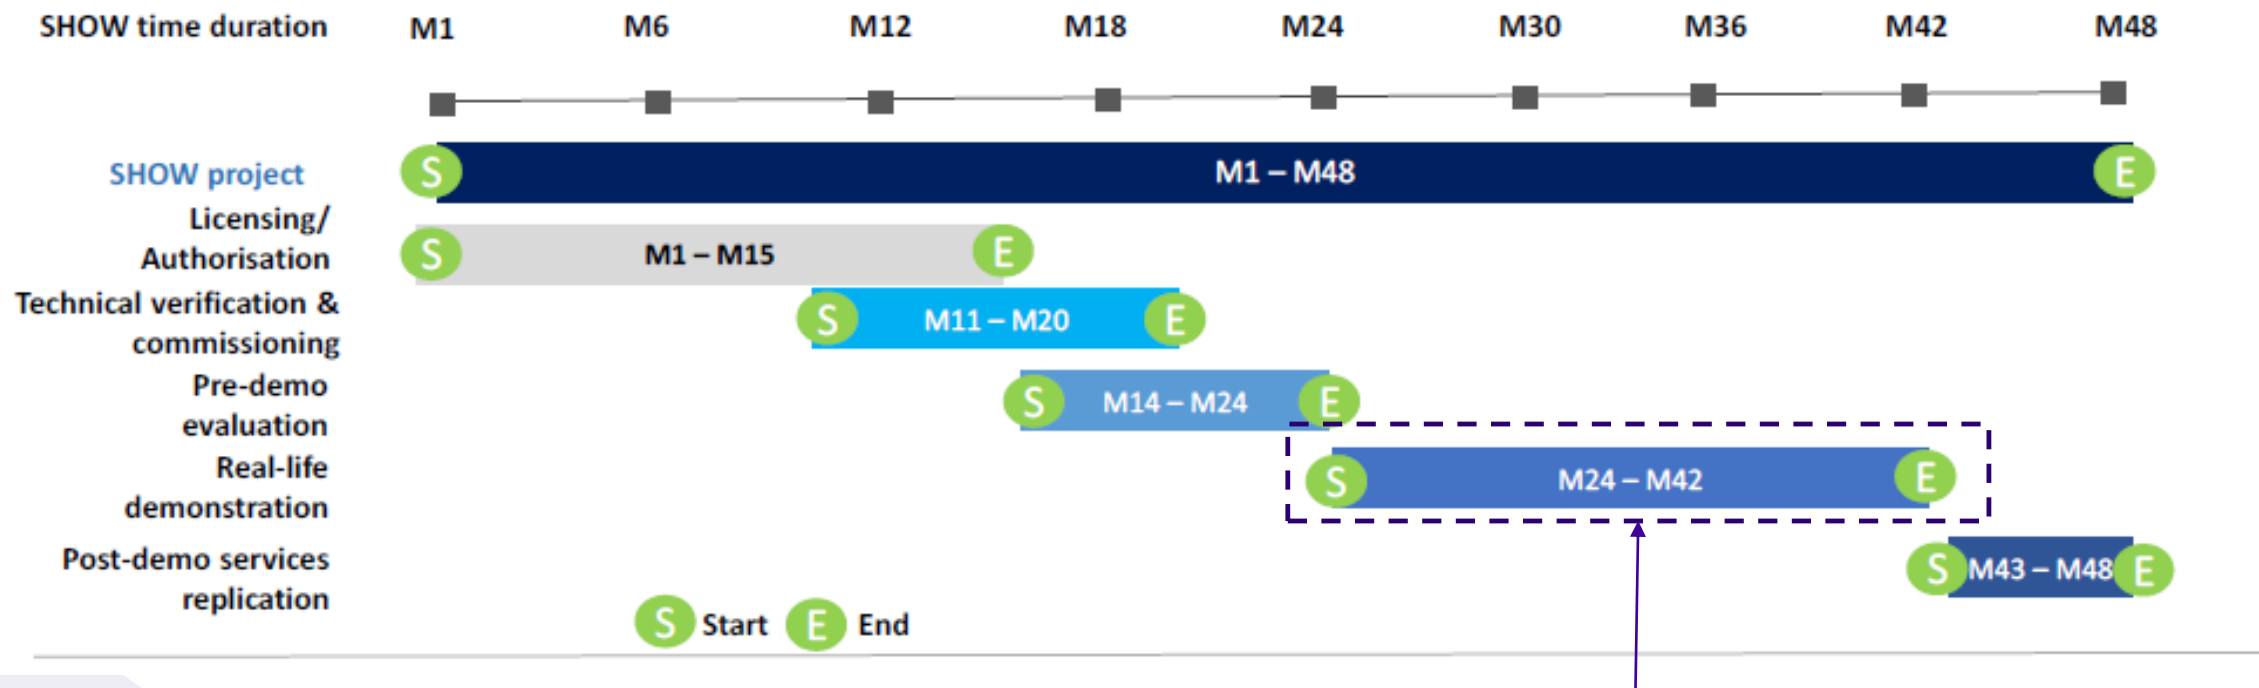 SHOW time duration M1 M6 M12 M18 M24 M30 M36 M42 M48
SHOW project S M1 – M48 E
Licensing/
Authorisation S M1 – M15 E
Technical verification &
commissioning S M11 – M20 E
Pre-demo
evaluation S M14 – M24 E
Real-life
demonstration S M24 – M42 E
Post-demo services
replication S M43 – M48 E
S Start E End